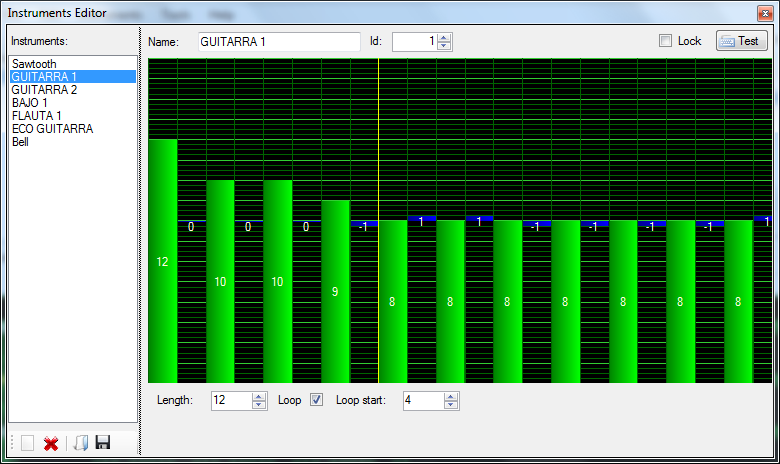 Instruments Editor
Instruments:
Name: GUITARRA 1 Id: 1 Lock Test
Sawtooth
GUITARRA 1
GUITARRA 2
BAJO 1
FLAUTA 1
ECO GUITARRA
Bell
0 0 0 -1 1 1 -1 -1 -1 -1 1
12
10 10
9
8 8 8 8 8 8 8
Length: 12 Loop Loop start: 4